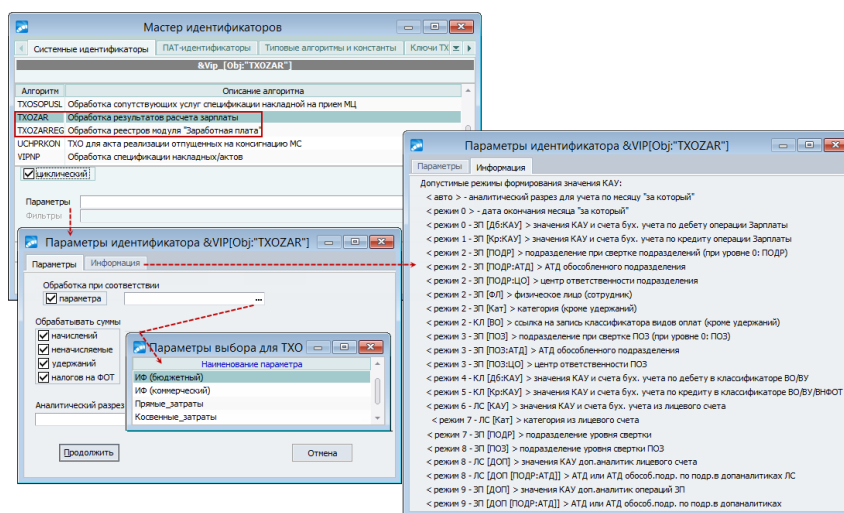 Мастер идентификаторов
Системные идентификаторы ПАТ-идентификаторы Типовые алгоритмы и константы Ключи ТХ
&Vip_[Obj:"TXOZAR"]
Алгоритм Описание алгоритма
TXOSOPUSL Обработка сопутствующих услуг спецификации накладной на прием МЦ
TXOZAR Обработка результатов расчета зарплаты
TXOZARREG Обработка реестров модуля "Заработная плата"
UCHPRKON ТХО для акта реализации отпущенных на консигнацию МС
VIPNP Обработка спецификации накладных/актов
циклический
Параметры
Фильтры
Параметры идентификатора &VIP[Obj:"TXOZAR"]
Параметры Информация
Обработка при соответствии
параметра ...
Обрабатывать суммы
начислений
неначисляемые
удержаний
налогов на ФОТ
Аналитический разрез
Продолжить Отмена
Параметры выбора для ТХО
Наименование параметра
ИФ (бюджетный)
ИФ (коммерческий)
Прямые_затраты
Косвенные_затраты
Параметры идентификатора &VIP[Obj:"TXOZAR"]
Параметры Информация
Допустимые режимы формирования значения КАУ:
< авто > - аналитический разрез для учета по месяцу "за который"
< режим 0 > - дата окончания месяца "за который"
< режим 0 - ЗП [Дб:КАУ] > значения КАУ и счета бух. учета по дебету операции Зарплаты
< режим 1 - ЗП [Кр:КАУ] > значения КАУ и счета бух. учета по кредиту операции Зарплаты
< режим 2 - ЗП [ПОДР] > подразделение при свертке подразделений (при уровне 0: ПОДР)
< режим 2 - ЗП [ПОДР:АТД] > АТД обособленного подразделения
< режим 2 - ЗП [ПОДР:ЦО] > центр ответственности подразделения
< режим 2 - ЗП [ФЛ] > физическое лицо (сотрудник)
< режим 2 - ЗП [Кат] > категория (кроме удержаний)
< режим 2 - КЛ [ВО] > ссылка на запись классификатора видов оплат (кроме удержаний)
< режим 3 - ЗП [ПОЗ] > подразделение при свертке ПОЗ (при уровне 0: ПОЗ)
< режим 3 - ЗП [ПОЗ:АТД] > АТД обособленного подразделения
< режим 3 - ЗП [ПОЗ:ЦО] > центр ответственности ПОЗ
< режим 4 - КЛ [Дб:КАУ] > значения КАУ и счета бух. учета по дебету в классификаторе ВО/ВУ
< режим 5 - КЛ [Кр:КАУ] > значения КАУ и счета бух. учета по кредиту в классификаторе ВО/ВУ/ВНФОТ
< режим 6 - ЛС [КАУ] > значения КАУ и счета бух. учета из лицевого счета
< режим 7 - ЛС [Кат] > категория из лицевого счета
< режим 7 - ЗП [ПОДР] > подразделение уровня свертки
< режим 8 - ЗП [ПОЗ] > подразделение уровня свертки ПОЗ
< режим 8 - ЛС [ДОП] > значения КАУ доп.аналитик лицевого счета
< режим 8 - ЛС [ДОП [ПОДР:АТД]] > АТД или АТД обособ.подр. по подр.в допаналитиках ЛС
< режим 9 - ЗП [ДОП] > значения КАУ доп.аналитик операций ЗП
< режим 9 - ЗП [ДОП [ПОДР:АТД]] > АТД или АТД обособ.подр. по подр.в допаналитиках